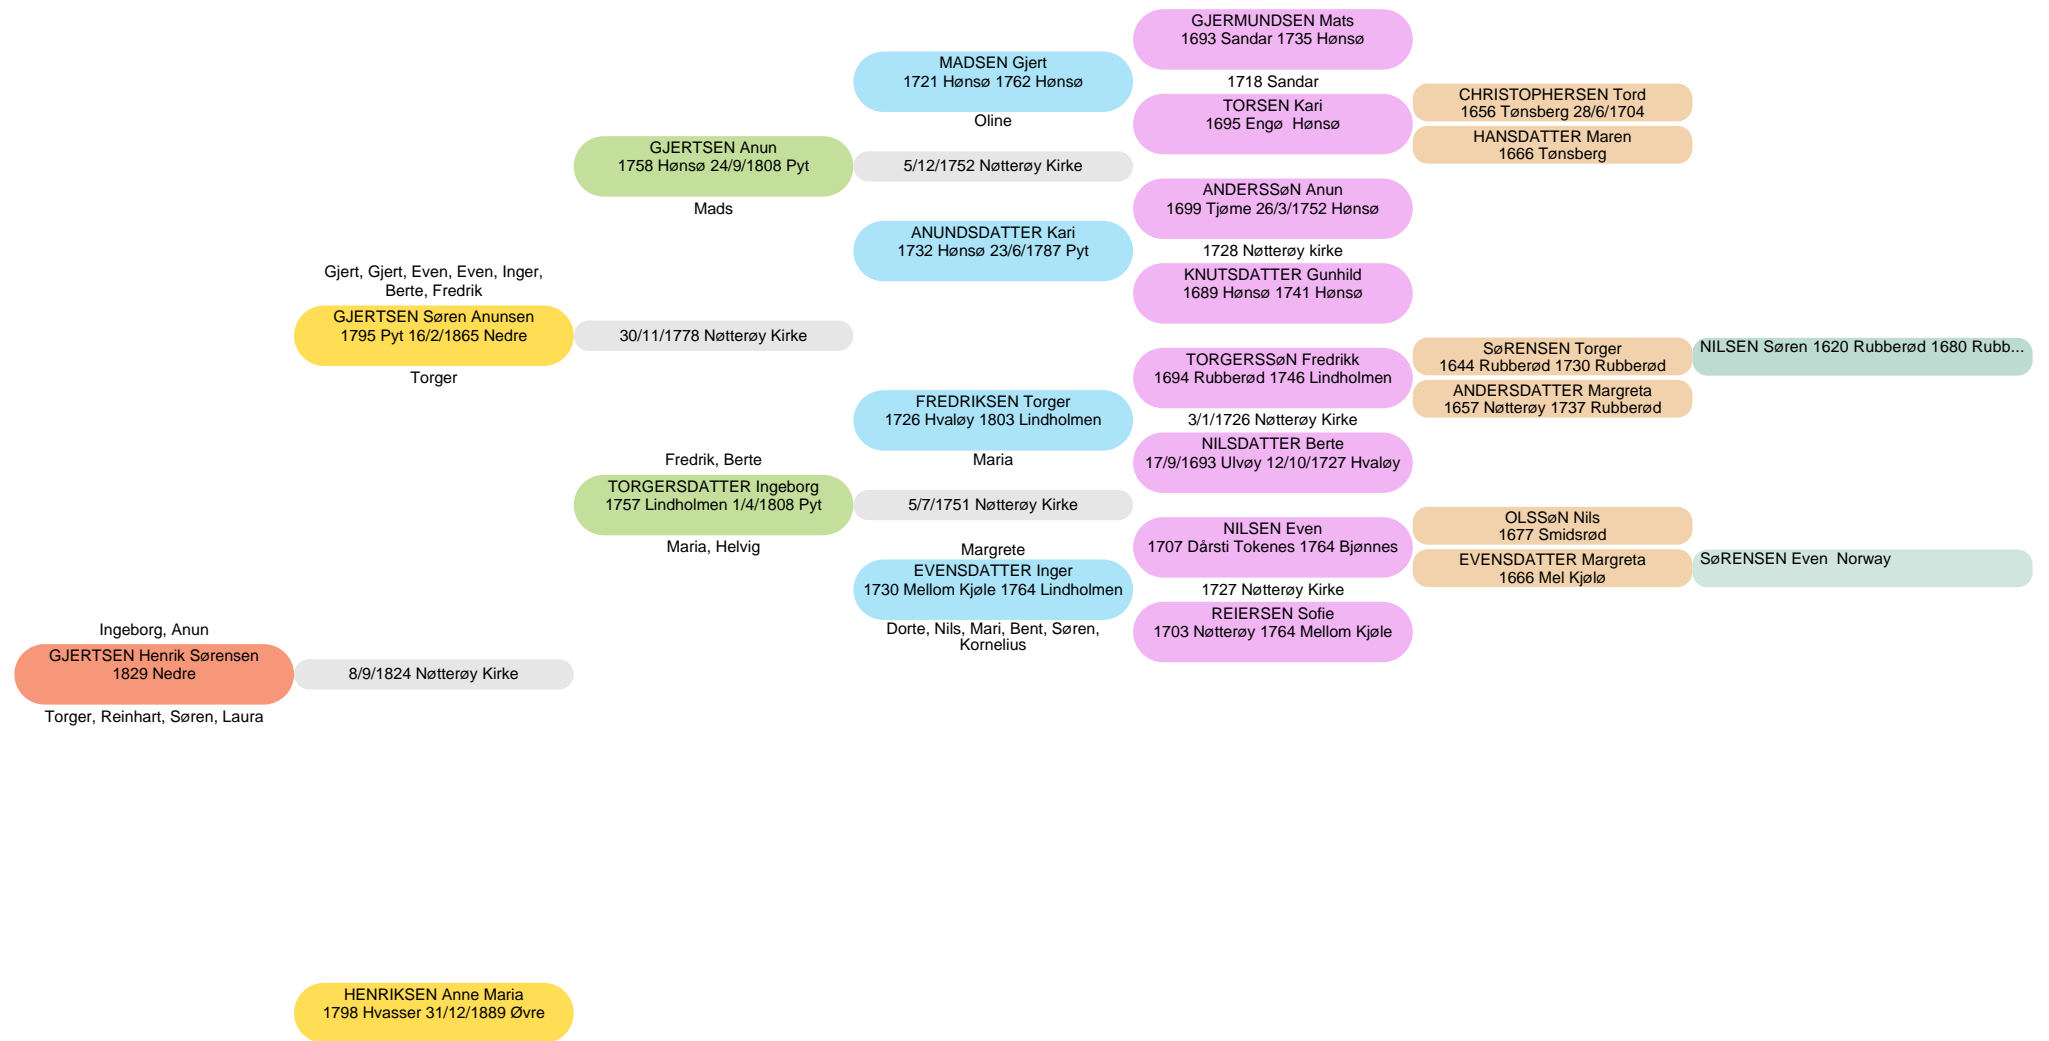 GJERMUNDSEN Mats
1693 Sandar 1735 Hønsø
MADSEN Gjert
1721 Hønsø 1762 Hønsø
1718 Sandar
CHRISTOPHERSEN Tord
1656 Tønsberg 28/6/1704
TORSEN Kari
1695 Engø  Hønsø
Oline
HANSDATTER Maren
1666 Tønsberg
GJERTSEN Anun
1758 Hønsø 24/9/1808 Pyt
5/12/1752 Nøtterøy Kirke
ANDERSSøN Anun
1699 Tjøme 26/3/1752 Hønsø
Mads
ANUNDSDATTER Kari
1732 Hønsø 23/6/1787 Pyt
1728 Nøtterøy kirke
Gjert, Gjert, Even, Even, Inger,
Berte, Fredrik
KNUTSDATTER Gunhild
1689 Hønsø 1741 Hønsø
GJERTSEN Søren Anunsen
1795 Pyt 16/2/1865 Nedre
30/11/1778 Nøtterøy Kirke
SøRENSEN Torger
1644 Rubberød 1730 Rubberød
NILSEN Søren 1620 Rubberød 1680 Rubb...
TORGERSSøN Fredrikk
1694 Rubberød 1746 Lindholmen
Torger
ANDERSDATTER Margreta
1657 Nøtterøy 1737 Rubberød
FREDRIKSEN Torger
1726 Hvaløy 1803 Lindholmen
3/1/1726 Nøtterøy Kirke
NILSDATTER Berte
17/9/1693 Ulvøy 12/10/1727 Hvaløy
Fredrik, Berte
Maria
TORGERSDATTER Ingeborg
1757 Lindholmen 1/4/1808 Pyt
5/7/1751 Nøtterøy Kirke
OLSSøN Nils
1677 Smidsrød
NILSEN Even
1707 Dårsti Tokenes 1764 Bjønnes
Maria, Helvig
Margrete
EVENSDATTER Margreta
1666 Mel Kjølø
SøRENSEN Even  Norway
EVENSDATTER Inger
1730 Mellom Kjøle 1764 Lindholmen
1727 Nøtterøy Kirke
REIERSEN Sofie
1703 Nøtterøy 1764 Mellom Kjøle
Dorte, Nils, Mari, Bent, Søren,
Kornelius
Ingeborg, Anun
GJERTSEN Henrik Sørensen
1829 Nedre
8/9/1824 Nøtterøy Kirke
Torger, Reinhart, Søren, Laura
HENRIKSEN Anne Maria
1798 Hvasser 31/12/1889 Øvre